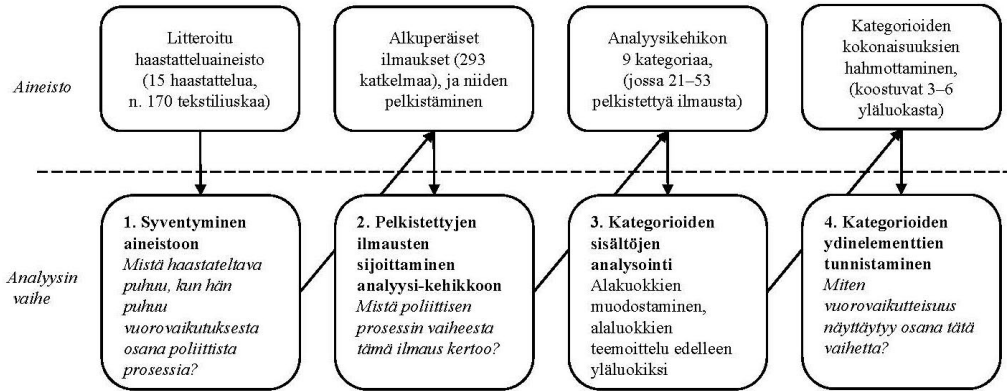 Aineisto
Litteroitu
haastatteluaineisto
(15 haastattelua,
n. 170 tekstiliuskaa)
Alkuperäiset
ilmaukset (293
katkelmaa), ja niiden
pelkistäminen
Analyysikehikon
9 kategoriaa,
(jossa 21–53
pelkistettyä ilmausta)
Kategorioiden
kokonaisuuksien
hahmottaminen,
(koostuvat 3–6
yläluokasta)
Analyysin
vaihe
1. Syventyminen
aineistoon
Mistä haastateltava
puhuu, kun hän
puhuu
vuorovaikutuksesta
osana poliittista
prosessia?
2. Pelkistettyjen
ilmausten
sijoittaminen
analyysi-kehikkoon
Mistä poliittisen
prosessin vaiheesta
tämä ilmaus kertoo?
3. Kategorioiden
sisältöjen
analysointi
Alakuokkien
muodostaminen,
alaluokkien
teemoittelu edelleen
yläluokiksi
4. Kategorioiden
ydinelementtien
tunnistaminen
Miten
vuorovaikutteisuus
näyttäytyy osana tätä
vaihetta?